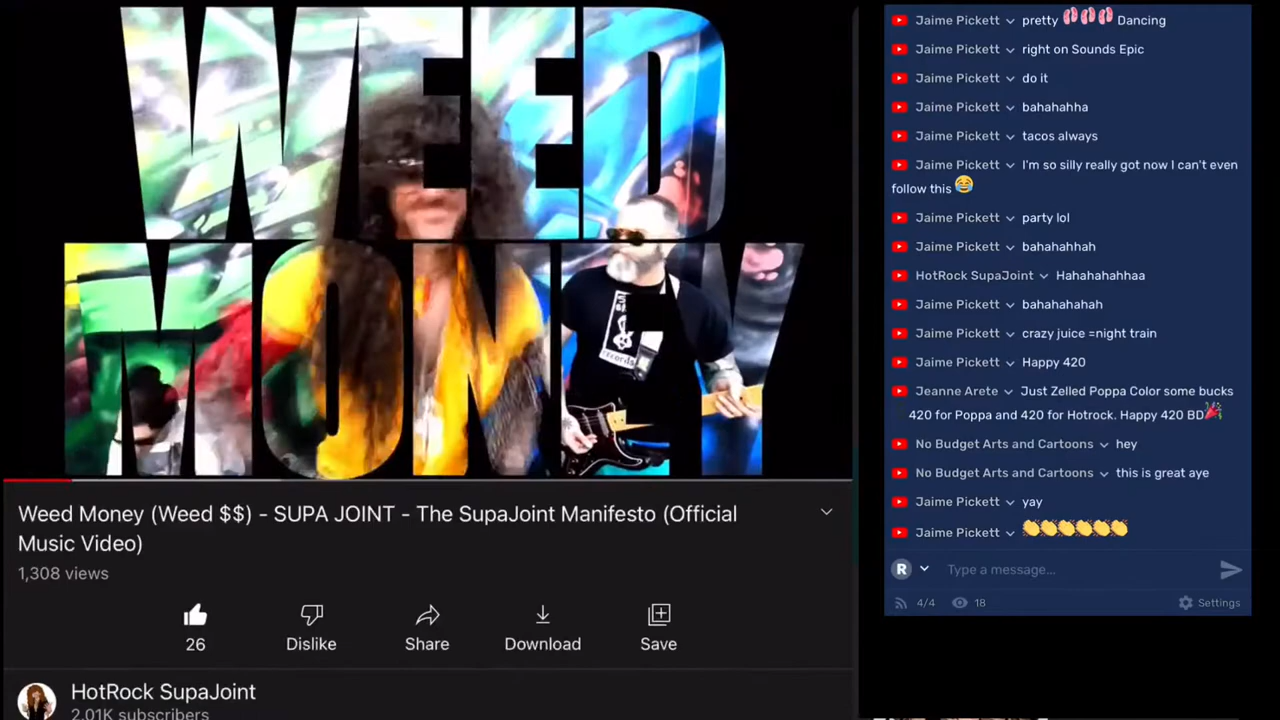 WEED
MONEY
records
Weed Money (Weed $$) - SUPA JOINT - The SupaJoint Manifesto (Official
Music Video)
1,308 views
26
Dislike
Share
Download
Save
HotRock SupaJoint
2.01K subscribers
Jaime Pickett pretty 🩰🩰🩰 Dancing
Jaime Pickett right on Sounds Epic
Jaime Pickett do it
Jaime Pickett bahahahha
Jaime Pickett tacos always
Jaime Pickett I'm so silly really got now I can't even
follow this 😂
Jaime Pickett party lol
Jaime Pickett bahahahhah
HotRock SupaJoint Hahahahahhaa
Jaime Pickett bahahahahah
Jaime Pickett crazy juice =night train
Jaime Pickett Happy 420
Jeanne Arete Just Zelled Poppa Color some bucks
420 for Poppa and 420 for Hotrock. Happy 420 BD🎉
No Budget Arts and Cartoons hey
No Budget Arts and Cartoons this is great aye
Jaime Pickett yay
Jaime Pickett 👏👏👏👏👏👏
R Type a message...
4/4 18 Settings